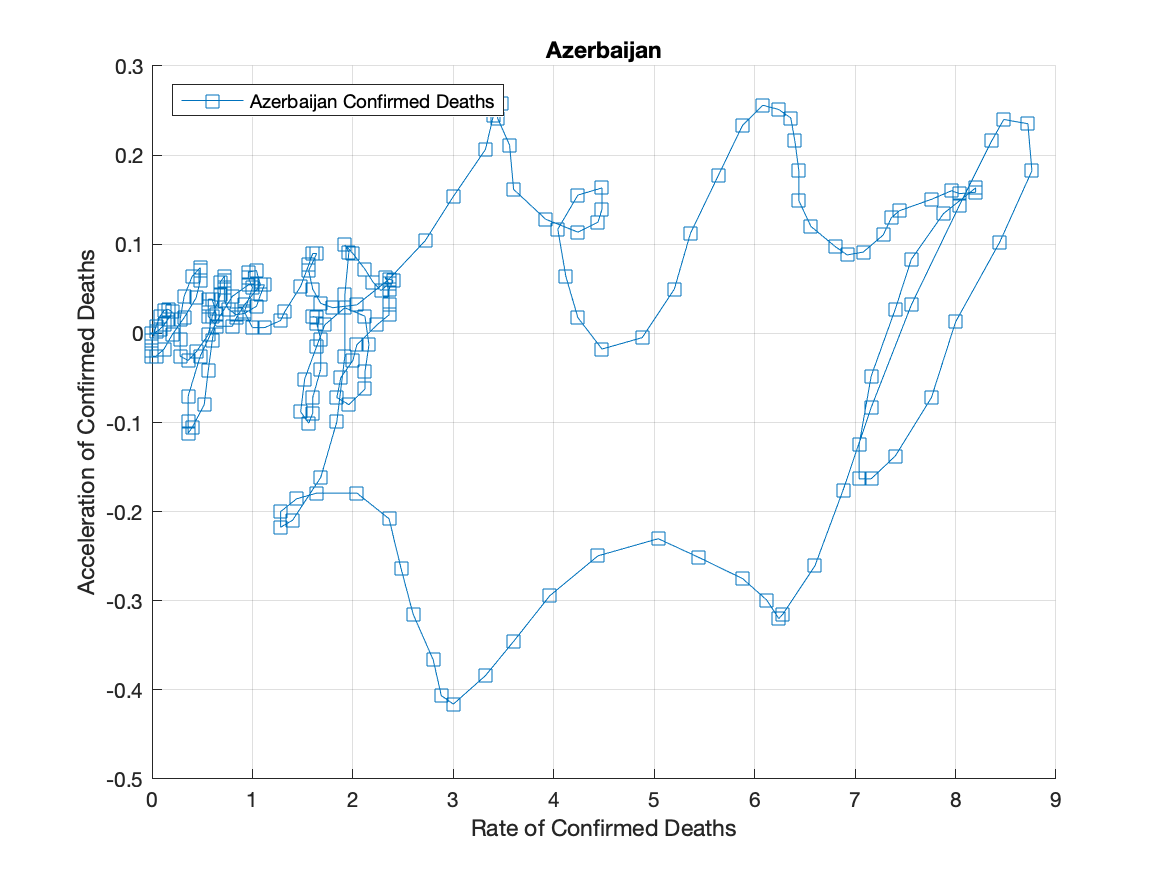 Azerbaijan
Azerbaijan Confirmed Deaths
0.3
0.2
0.1
0
-0.1
-0.2
-0.3
-0.4
-0.5
Acceleration of Confirmed Deaths
0 1 2 3 4 5 6 7 8 9
Rate of Confirmed Deaths